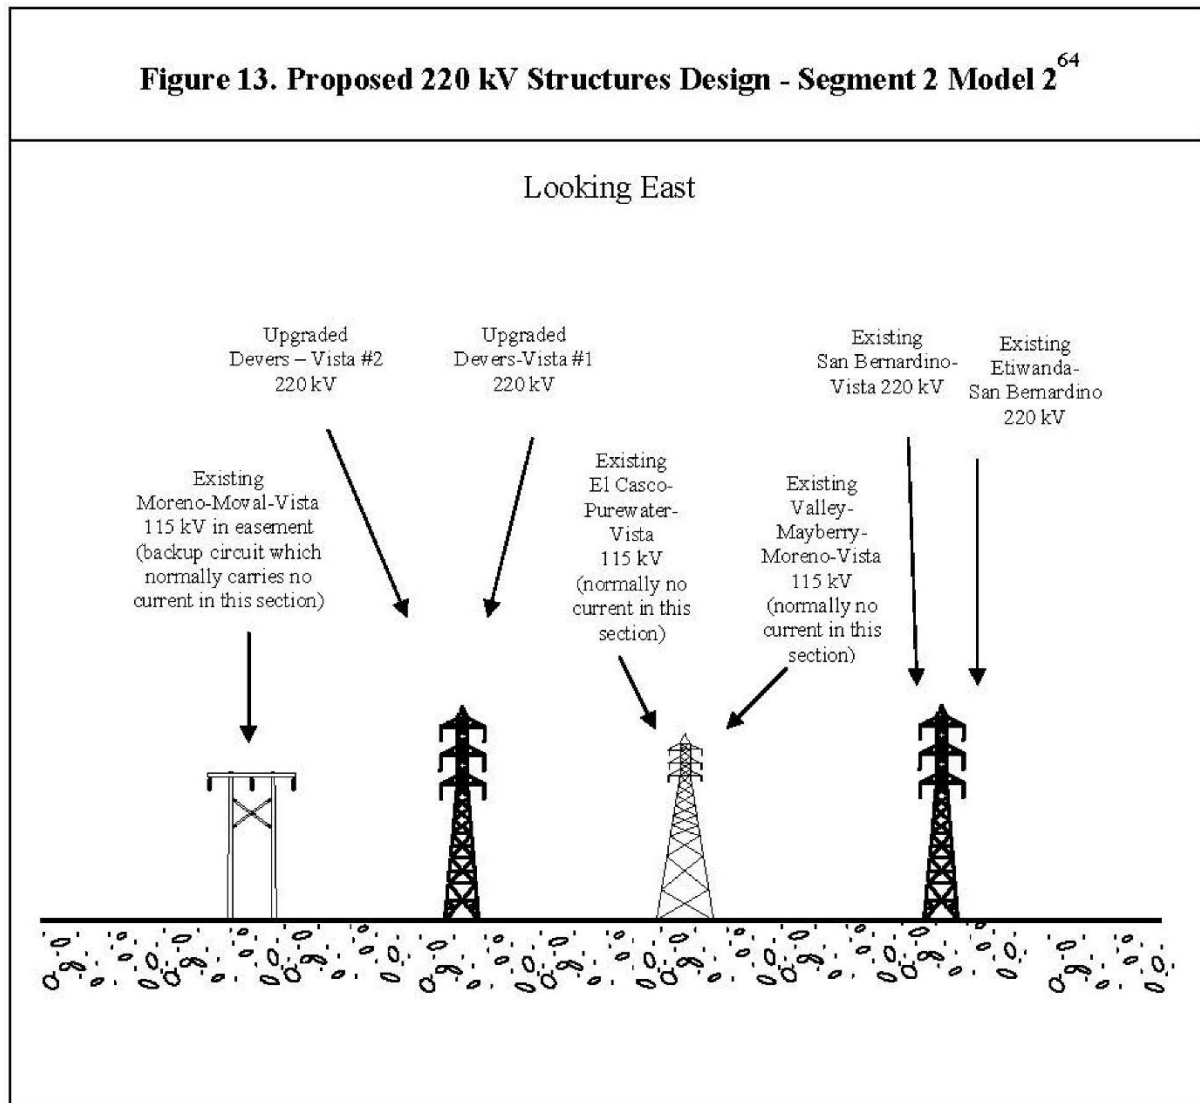 Figure 13. Proposed 220 kV Structures Design - Segment 2 Model 2⁶⁴
Looking East
Upgraded
Devers – Vista #2
220 kV
Upgraded
Devers-Vista #1
220 kV
Existing
San Bernardino-
Vista 220 kV
Existing
Etiwanda-
San Bernardino
220 kV
Existing
Moreno-Moval-Vista
115 kV in easement
(backup circuit which
normally carries no
current in this section)
Existing
El Casco-
Purewater-
Vista
115 kV
(normally no
current in this
section)
Existing
Valley-
Mayberry-
Moreno-Vista
115 kV
(normally no
current in this
section)